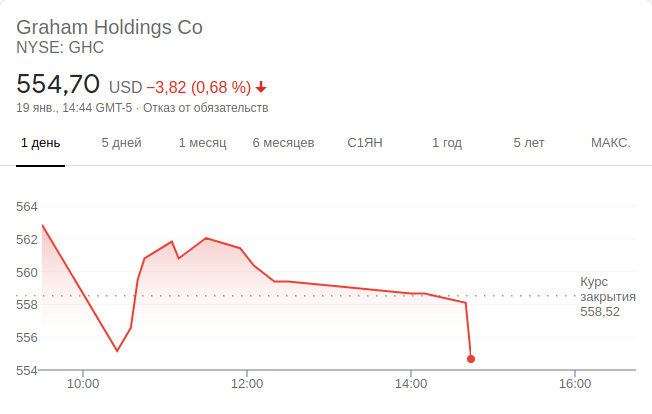 Graham Holdings Co
NYSE: GHC
554,70 USD −3,82 (0,68 %)
19 янв., 14:44 GMT-5 · Отказ от обязательств
1 день 5 дней 1 месяц 6 месяцев С1ЯН 1 год 5 лет МАКС.
564
562
560
558
556
554
Курс
закрытия
558,52
10:00 12:00 14:00 16:00